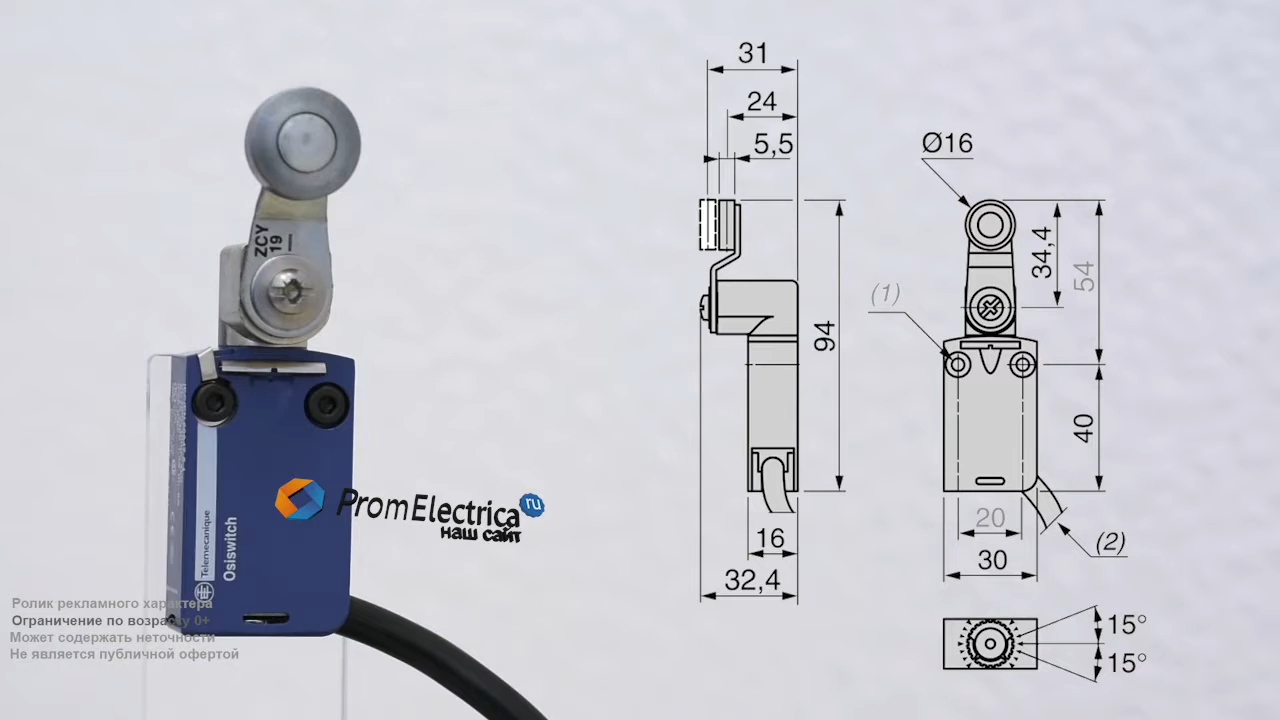 ZCY
19
Telemecanique
Osiswitch
PromElectrica ru
наш сайт
Ролик рекламного характера
Ограничение по возрасту 0+
Может содержать неточности
Не является публичной офертой
31
24
5,5
94
16
32,4
Ø16
34,4
54
(1)
40
20
(2)
30
15°
15°